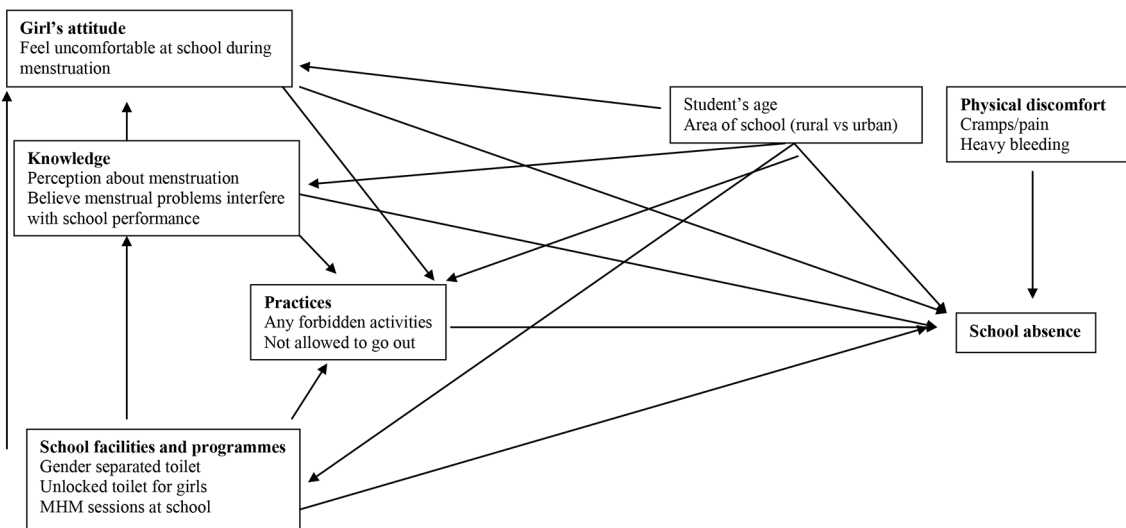 Girl's attitude
Feel uncomfortable at school during
menstruation
Student's age
Area of school (rural vs urban)
Physical discomfort
Cramps/pain
Heavy bleeding
Knowledge
Perception about menstruation
Believe menstrual problems interfere
with school performance
Practices
Any forbidden activities
Not allowed to go out
School absence
School facilities and programmes
Gender separated toilet
Unlocked toilet for girls
MHM sessions at school